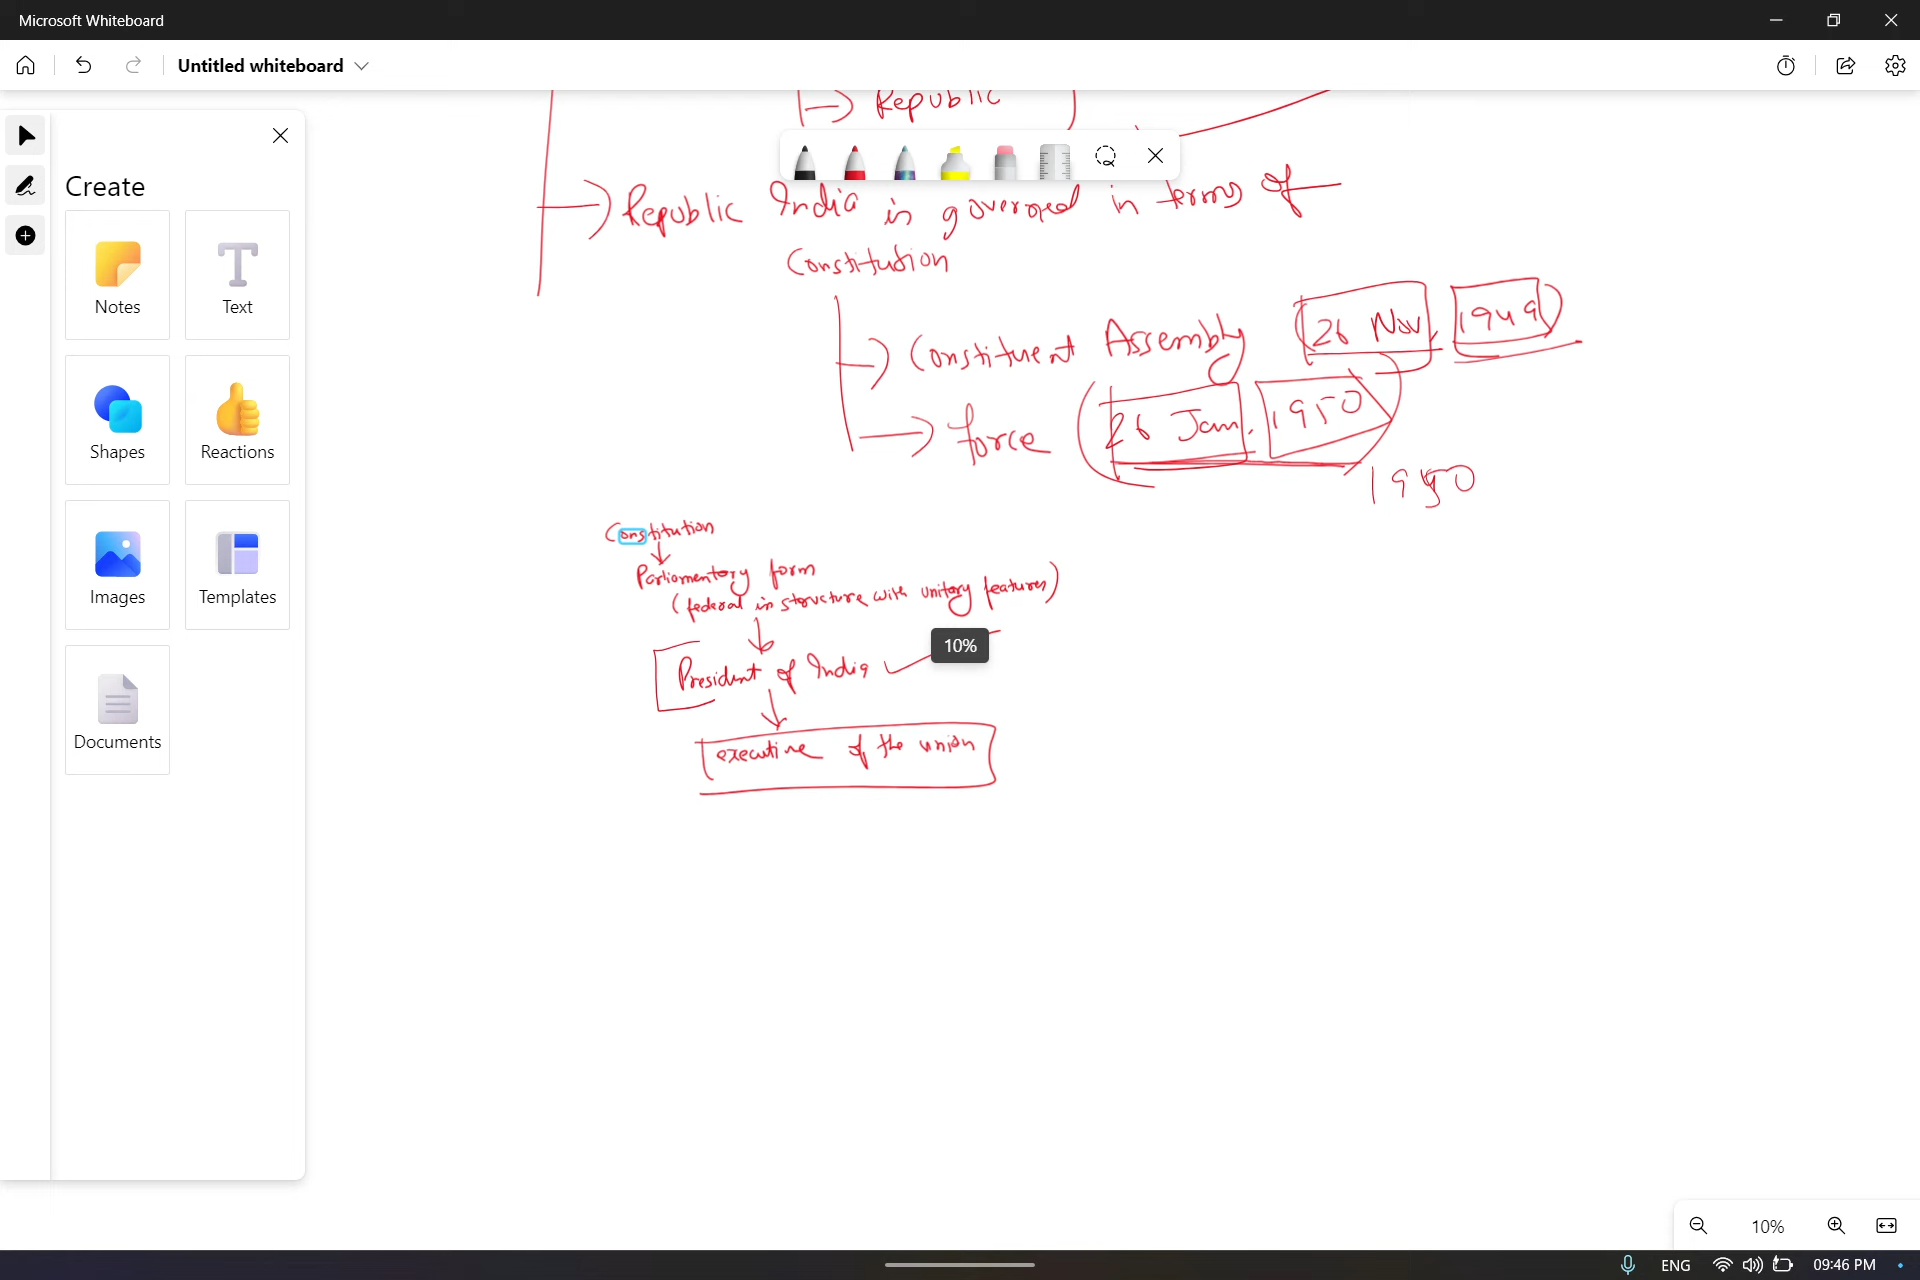 Microsoft Whiteboard
Untitled whiteboard
Republic
Create
Notes
Text
Shapes
Reactions
Images
Templates
Documents
Republic India is governed in terms of
Constitution
Constituent Assembly (26 Nov, 1949)
force (26 Jan, 1950)
1950
Constitution
Parliamentory form
(federal in structure with unitory features)
10%
President of India
executive of the union
10%
ENG
09:46 PM